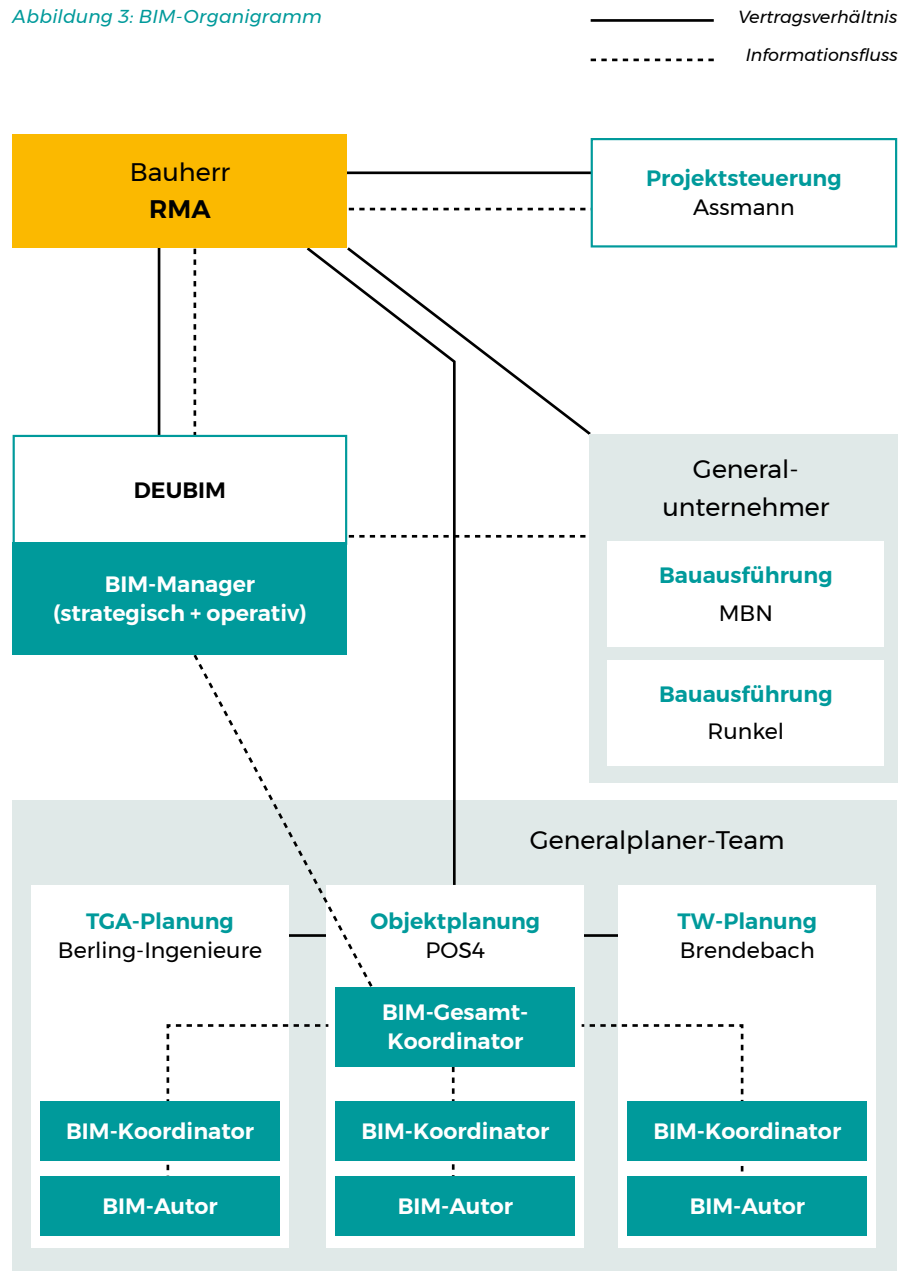 Abbildung 3: BIM-Organigramm
Vertragsverhältnis
Informationsfluss
Bauherr
RMA
Projektsteuerung
Assmann
DEUBIM
BIM-Manager
(strategisch + operativ)
General-
unternehmer
Bauausführung
MBN
Bauausführung
Runkel
Generalplaner-Team
TGA-Planung
Berling-Ingenieure
Objektplanung
POS4
TW-Planung
Brendebach
BIM-Gesamt-
Koordinator
BIM-Koordinator
BIM-Koordinator
BIM-Koordinator
BIM-Autor
BIM-Autor
BIM-Autor